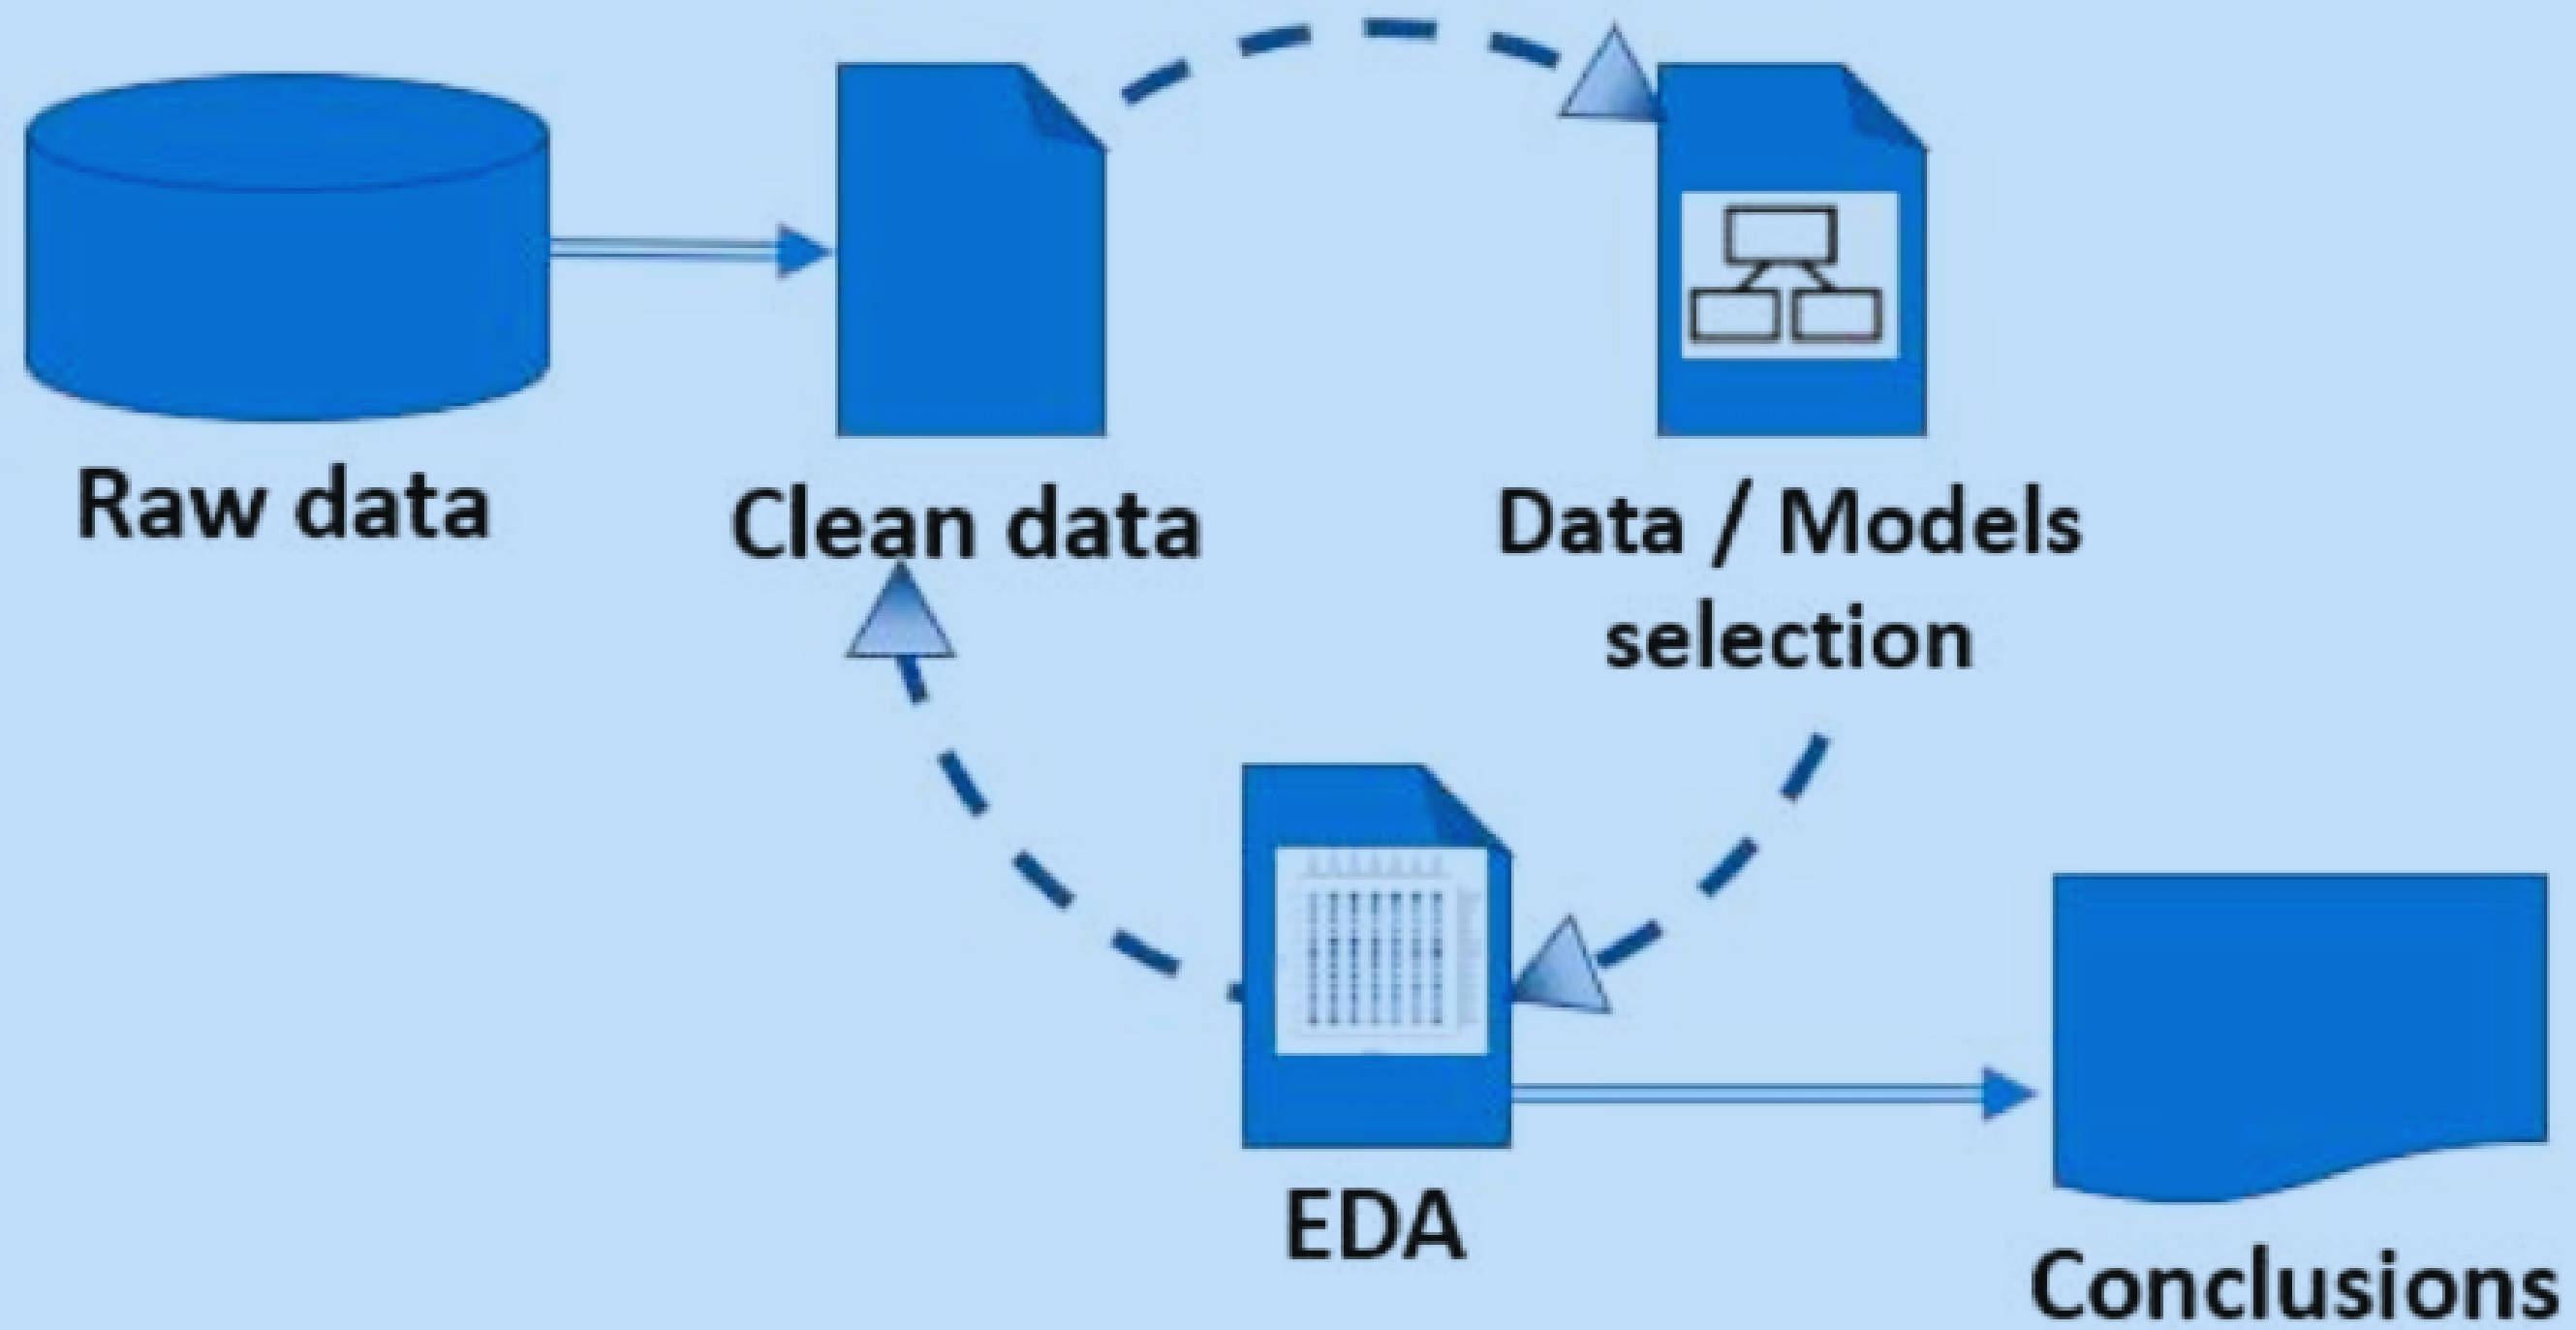 Raw data
Clean data
Data / Models
selection
EDA
Conclusions